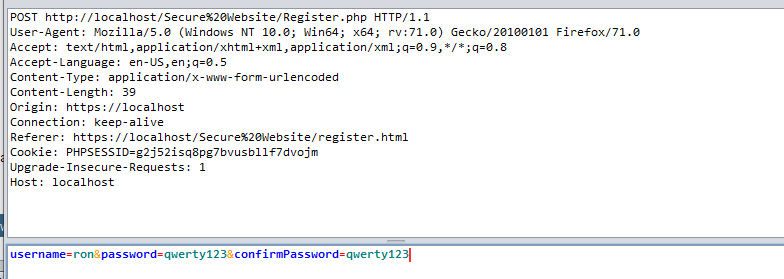 POST http://localhost/Secure%20Website/Register.php HTTP/1.1
User-Agent: Mozilla/5.0 (Windows NT 10.0; Win64; x64; rv:71.0) Gecko/20100101 Firefox/71.0
Accept: text/html,application/xhtml+xml,application/xml;q=0.9,*/*;q=0.8
Accept-Language: en-US,en;q=0.5
Content-Type: application/x-www-form-urlencoded
Content-Length: 39
Origin: https://localhost
Connection: keep-alive
Referer: https://localhost/Secure%20Website/register.html
Cookie: PHPSESSID=g2j52isq8pg7bvusbllf7dvojm
Upgrade-Insecure-Requests: 1
Host: localhost
username=ron&password=qwerty123&confirmPassword=qwerty123